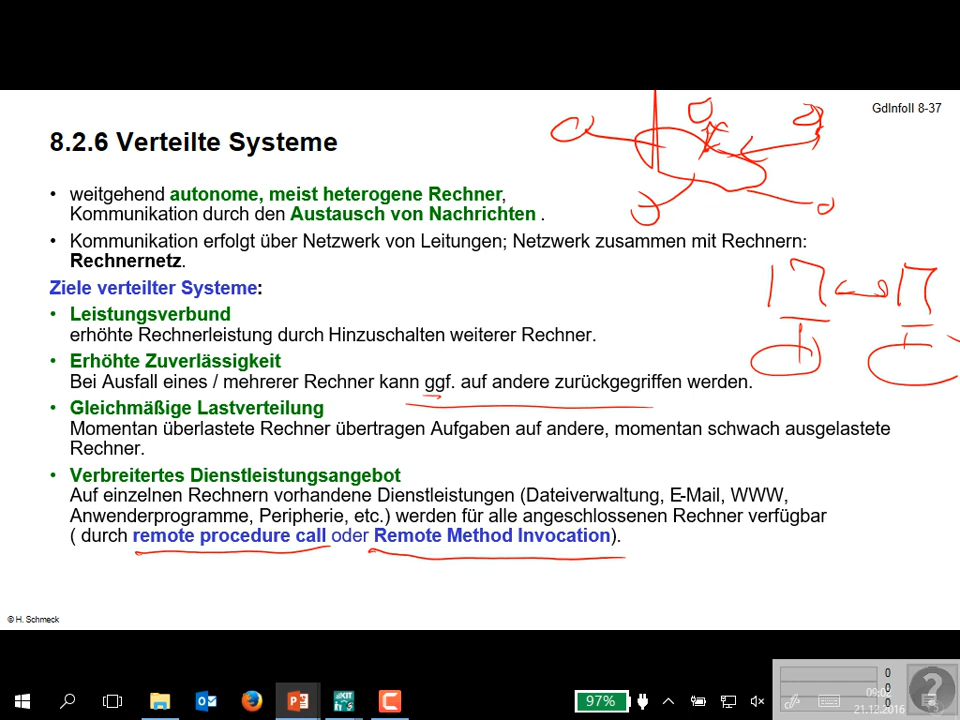 GdInfoII 8-37
8.2.6 Verteilte Systeme
• weitgehend autonome, meist heterogene Rechner,
Kommunikation durch den Austausch von Nachrichten .
• Kommunikation erfolgt über Netzwerk von Leitungen; Netzwerk zusammen mit Rechnern:
Rechnernetz.
Ziele verteilter Systeme:
• Leistungsverbund
erhöhte Rechnerleistung durch Hinzuschalten weiterer Rechner.
• Erhöhte Zuverlässigkeit
Bei Ausfall eines / mehrerer Rechner kann ggf. auf andere zurückgegriffen werden.
• Gleichmäßige Lastverteilung
Momentan überlastete Rechner übertragen Aufgaben auf andere, momentan schwach ausgelastete
Rechner.
• Verbreitertes Dienstleistungsangebot
Auf einzelnen Rechnern vorhandene Dienstleistungen (Dateiverwaltung, E-Mail, WWW,
Anwenderprogramme, Peripherie, etc.) werden für alle angeschlossenen Rechner verfügbar
( durch remote procedure call oder Remote Method Invocation).
© H. Schmeck
97%
0
0
0
09:02
21.12.2016